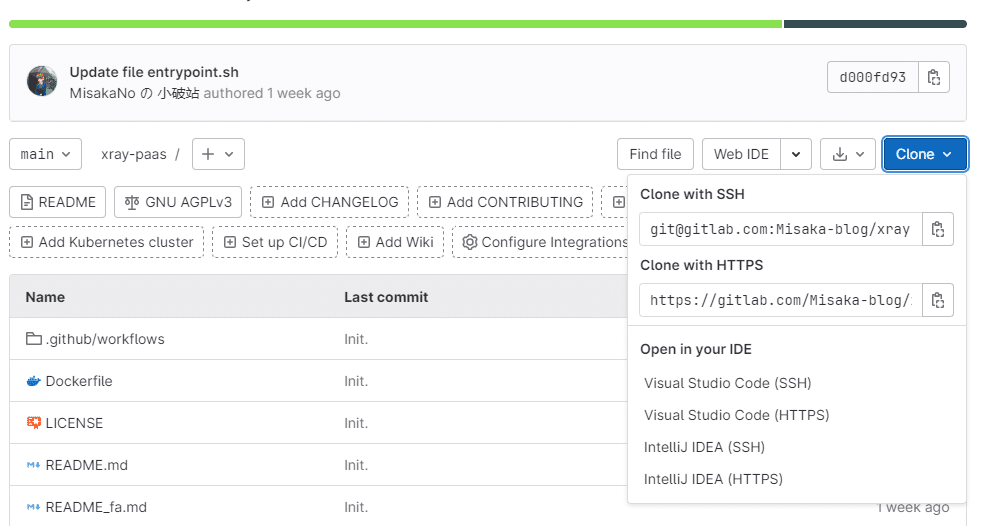 Update file entrypoint.sh
MisakaNo の 小破站 authored 1 week ago
d000fd93
main
xray-paas /
Find file
Web IDE
Clone
README
GNU AGPLv3
Add CHANGELOG
Add CONTRIBUTING
Add Kubernetes cluster
Set up CI/CD
Add Wiki
Configure Integrations
Clone with SSH
git@gitlab.com:Misaka-blog/xray
Clone with HTTPS
https://gitlab.com/Misaka-blog/
Open in your IDE
Visual Studio Code (SSH)
Visual Studio Code (HTTPS)
IntelliJ IDEA (SSH)
IntelliJ IDEA (HTTPS)
Name Last commit
.github/workflows Init.
Dockerfile Init.
LICENSE Init.
README.md Init.
README_fa.md Init. 1 week ago